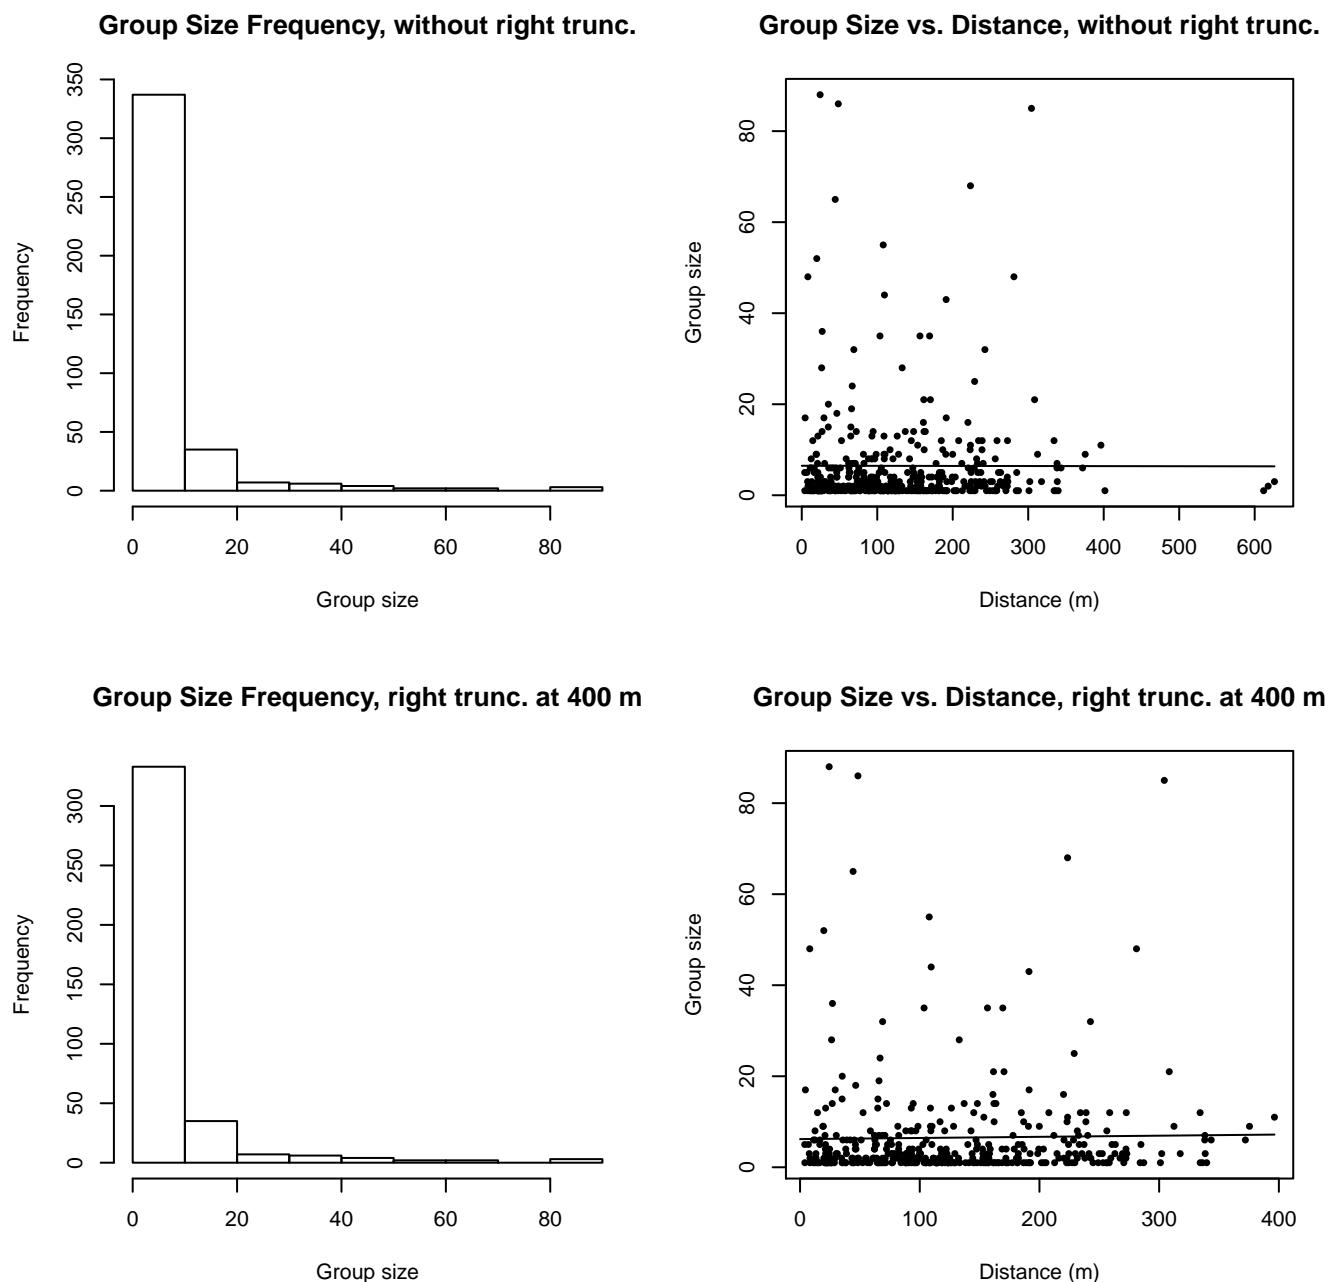 Group Size Frequency, without right trunc.
Frequency
0 50 100 150 200 250 300 350
0 20 40 60 80
Group size
Group Size vs. Distance, without right trunc.
Group size
0 20 40 60 80
0 100 200 300 400 500 600
Distance (m)
Group Size Frequency, right trunc. at 400 m
Frequency
0 50 100 150 200 250 300
0 20 40 60 80
Group size
Group Size vs. Distance, right trunc. at 400 m
Group size
0 20 40 60 80
0 100 200 300 400
Distance (m)